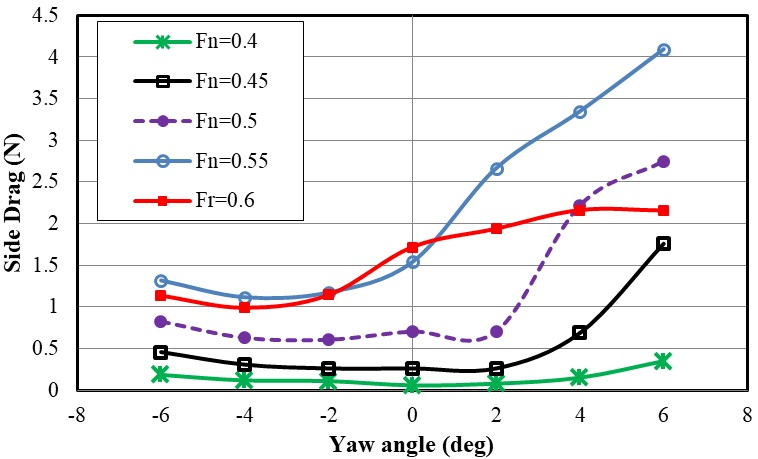 4.5
4
3.5
3
2.5
2
1.5
1
0.5
0
Side Drag (N)
Fn=0.4
Fn=0.45
Fn=0.5
Fn=0.55
Fr=0.6
-8 -6 -4 -2 0 2 4 6 8
Yaw angle (deg)